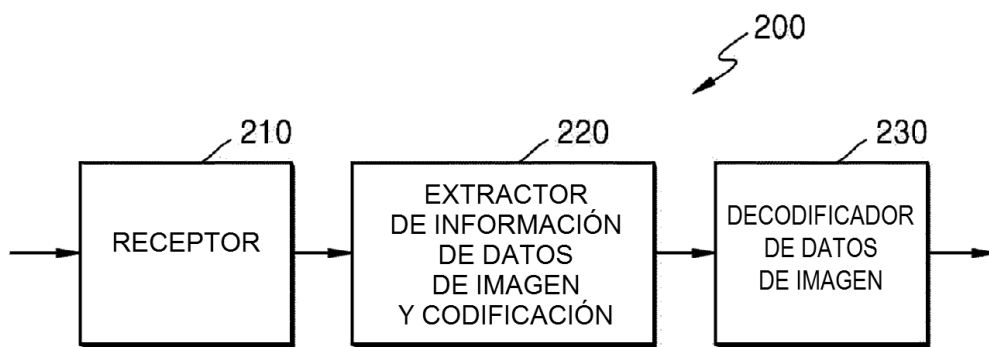 200
210
220
230
RECEPTOR
EXTRACTOR
DE INFORMACIÓN
DE DATOS
DE IMAGEN
Y CODIFICACIÓN
DECODIFICADOR
DE DATOS
DE IMAGEN